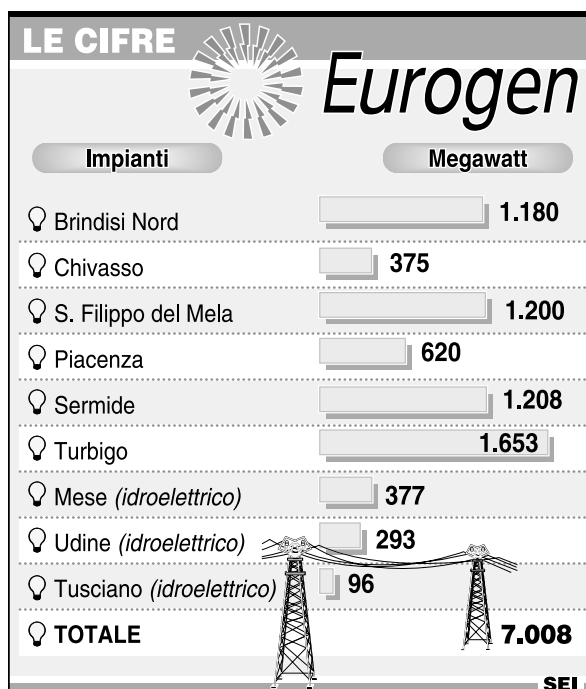 LE CIFRE
Eurogen
Impianti Megawatt
Brindisi Nord 1.180
Chivasso 375
S. Filippo del Mela 1.200
Piacenza 620
Sermide 1.208
Turbigo 1.653
Mese (idroelettrico) 377
Udine (idroelettrico) 293
Tusciano (idroelettrico) 96
TOTALE 7.008
SEI